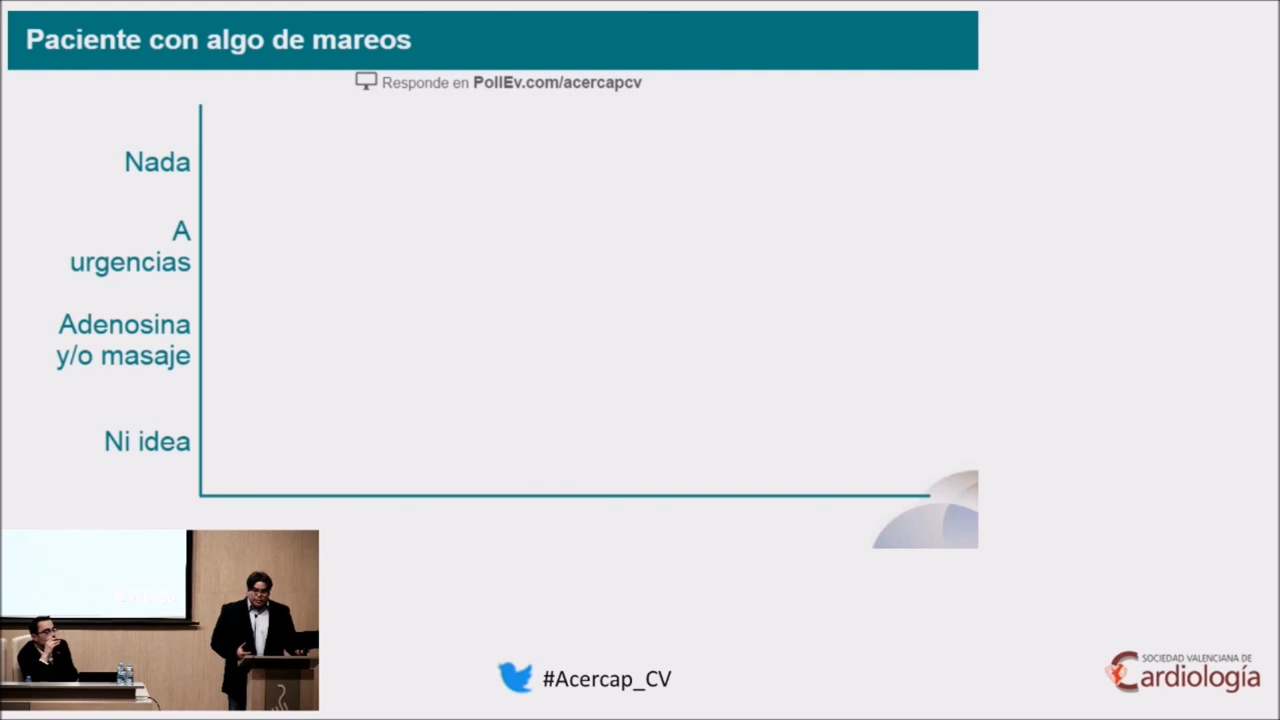 Paciente con algo de mareos
Responde en PollEv.com/acercapcv
Nada
A
urgencias
Adenosina
y/o masaje
Ni idea
#Acercap_CV
SOCIEDAD VALENCIANA DE
Cardiología